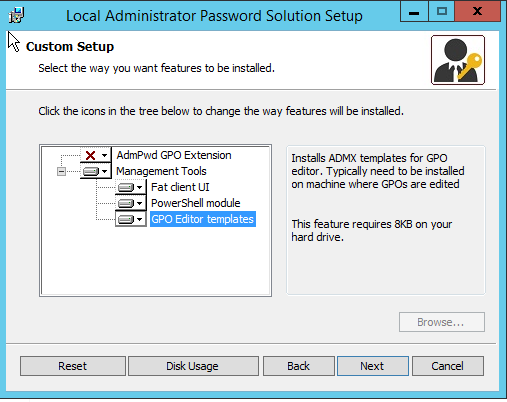 Local Administrator Password Solution Setup
Custom Setup
Select the way you want features to be installed.
Click the icons in the tree below to change the way features will be installed.
AdmPwd GPO Extension
Management Tools
Fat client UI
PowerShell module
GPO Editor templates
Installs ADMX templates for GPO
editor. Typically need to be installed
on machine where GPOs are edited
This feature requires 8KB on your
hard drive.
Browse...
Reset
Disk Usage
Back
Next
Cancel